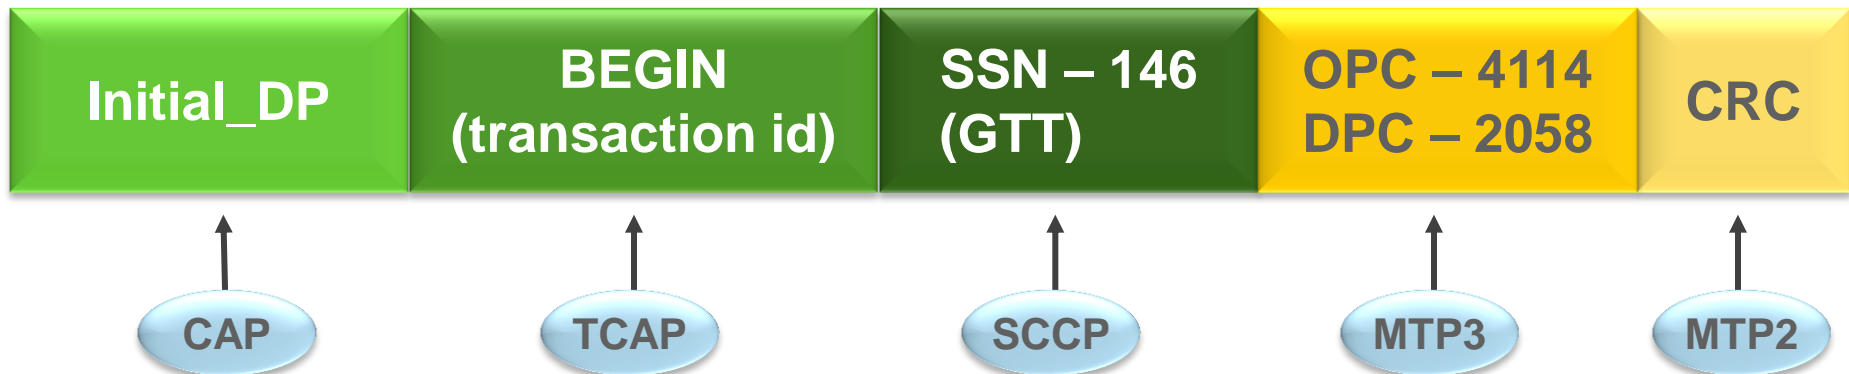 Initial_DP
BEGIN
(transaction id)
SSN – 146
(GTT)
OPC – 4114
DPC – 2058
CRC
CAP
TCAP
SCCP
MTP3
MTP2